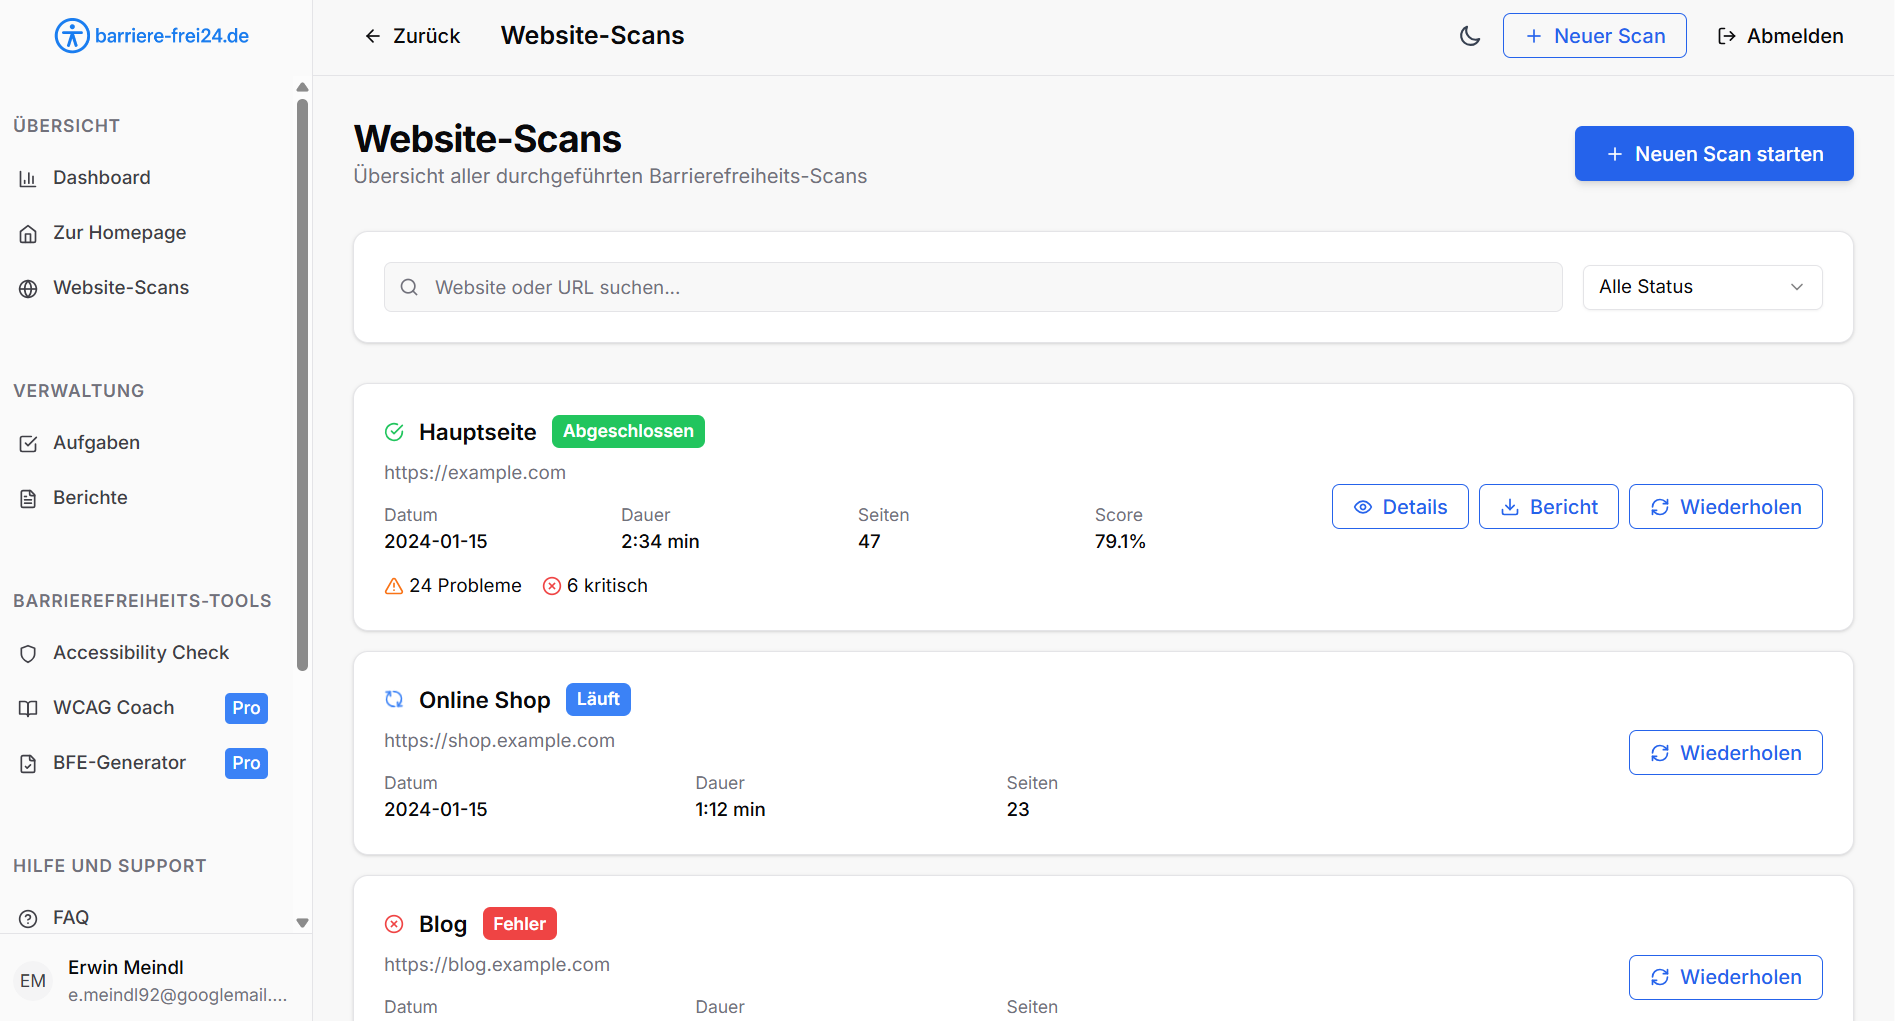 barriere-frei24.de
ÜBERSICHT
Dashboard
Zur Homepage
Website-Scans
VERWALTUNG
Aufgaben
Berichte
BARRIEREFREIHEITS-TOOLS
Accessibility Check
WCAG Coach Pro
BFE-Generator Pro
HILFE UND SUPPORT
FAQ
EM
Erwin Meindl
e.meindl92@googlemail....
Zurück Website-Scans Neuer Scan Abmelden
Website-Scans
Übersicht aller durchgeführten Barrierefreiheits-Scans
Neuen Scan starten
Website oder URL suchen... Alle Status
Hauptseite Abgeschlossen
https://example.com
Datum Dauer Seiten Score
2024-01-15 2:34 min 47 79.1%
24 Probleme 6 kritisch
Details Bericht Wiederholen
Online Shop Läuft
https://shop.example.com
Datum Dauer Seiten
2024-01-15 1:12 min 23
Wiederholen
Blog Fehler
https://blog.example.com
Datum Dauer Seiten
Wiederholen